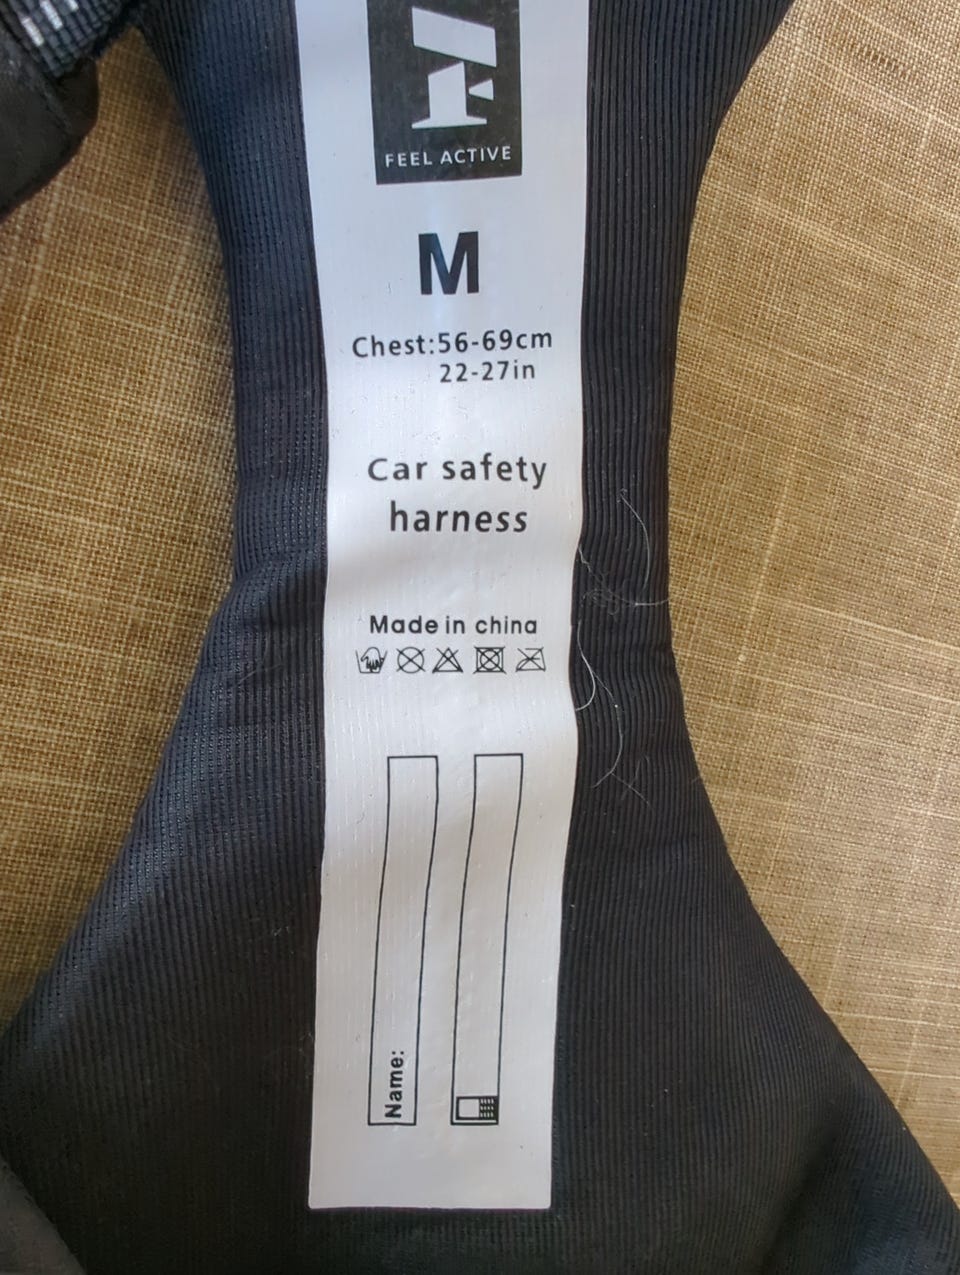 FEEL ACTIVE
M
Chest:56-69cm
22-27in
Car safety
harness
Made in china
Name: